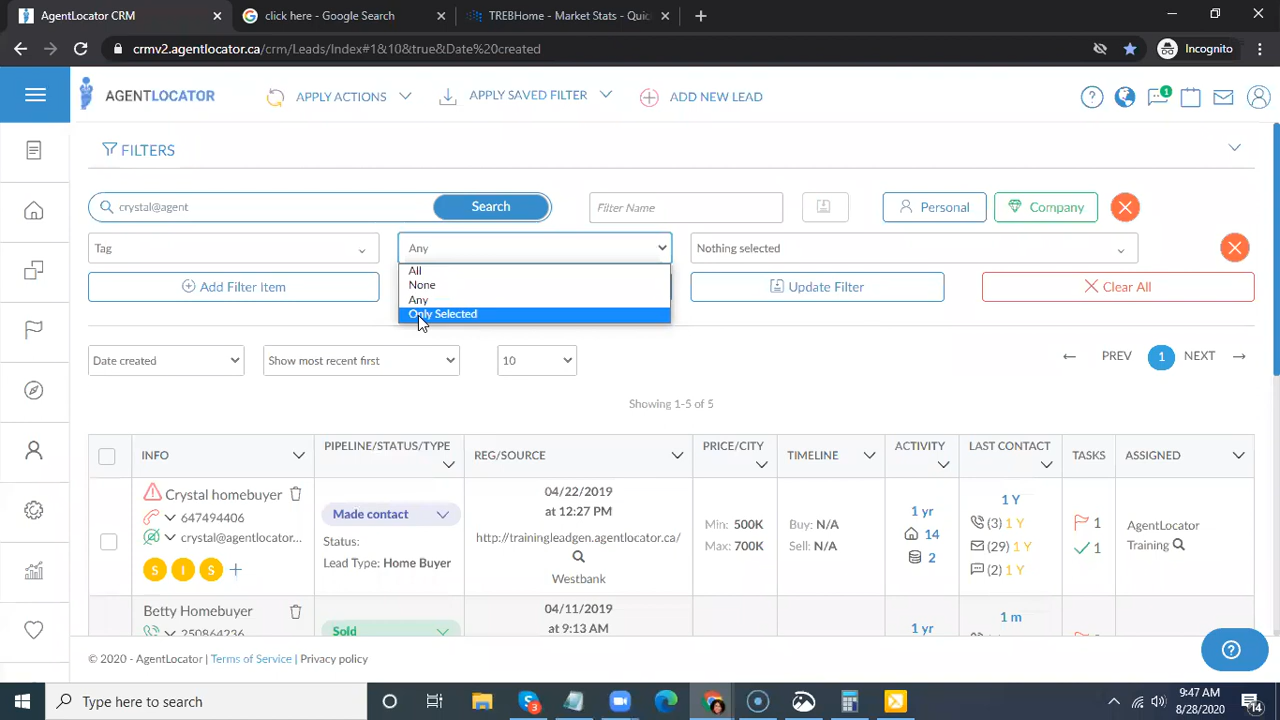 AgentLocator CRM
click here - Google Search
TREBHome - Market Stats - Quic
crmv2.agentlocator.ca/crm/Leads/Index#1&10&true&Date%20created
Incognito
AGENTLOCATOR
APPLY ACTIONS
APPLY SAVED FILTER
ADD NEW LEAD
1
FILTERS
crystal@agent
Search
Filter Name
Personal
Company
Tag
Any
Nothing selected
All
None
Any
Only Selected
Add Filter Item
Update Filter
Clear All
Date created
Show most recent first
10
PREV
1
NEXT
Showing 1-5 of 5
INFO
PIPELINE/STATUS/TYPE
REG/SOURCE
PRICE/CITY
TIMELINE
ACTIVITY
LAST CONTACT
TASKS
ASSIGNED
Crystal homebuyer
647494406
crystal@agentlocator...
S I S +
Made contact
Status:
Lead Type: Home Buyer
04/22/2019
at 12:27 PM
http://trainingleadgen.agentlocator.ca/
Westbank
Min: 500K
Max: 700K
Buy: N/A
Sell: N/A
1 yr
14
2
1 Y
(3) 1 Y
(29) 1 Y
(2) 1 Y
1
1
AgentLocator
Training
Betty Homebuyer
250864236
Sold
04/11/2019
at 9:13 AM
1 yr
1 m
© 2020 - AgentLocator | Terms of Service | Privacy policy
Type here to search
3
9:47 AM
8/28/2020
14